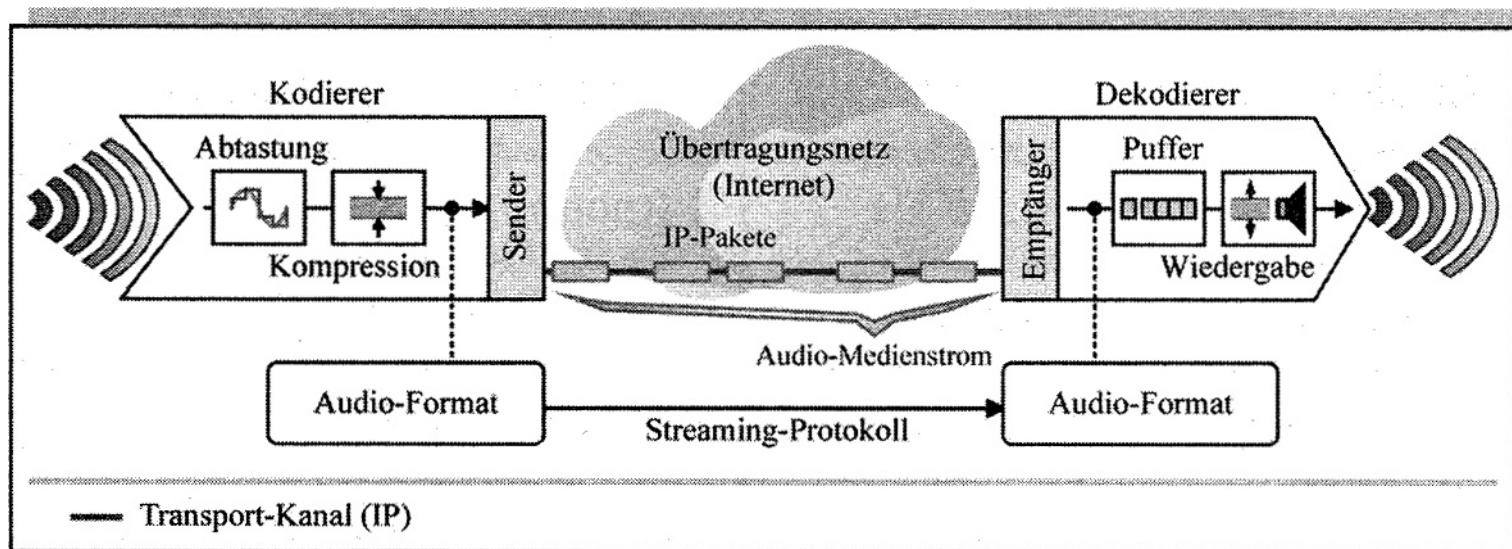 Kodierer
Dekodierer
Abtastung
Kompression
Sender
Übertragungsnetz
(Internet)
IP-Pakete
Empfänger
Puffer
Wiedergabe
Audio-Medienstrom
Audio-Format
Streaming-Protokoll
Audio-Format
Transport-Kanal (IP)